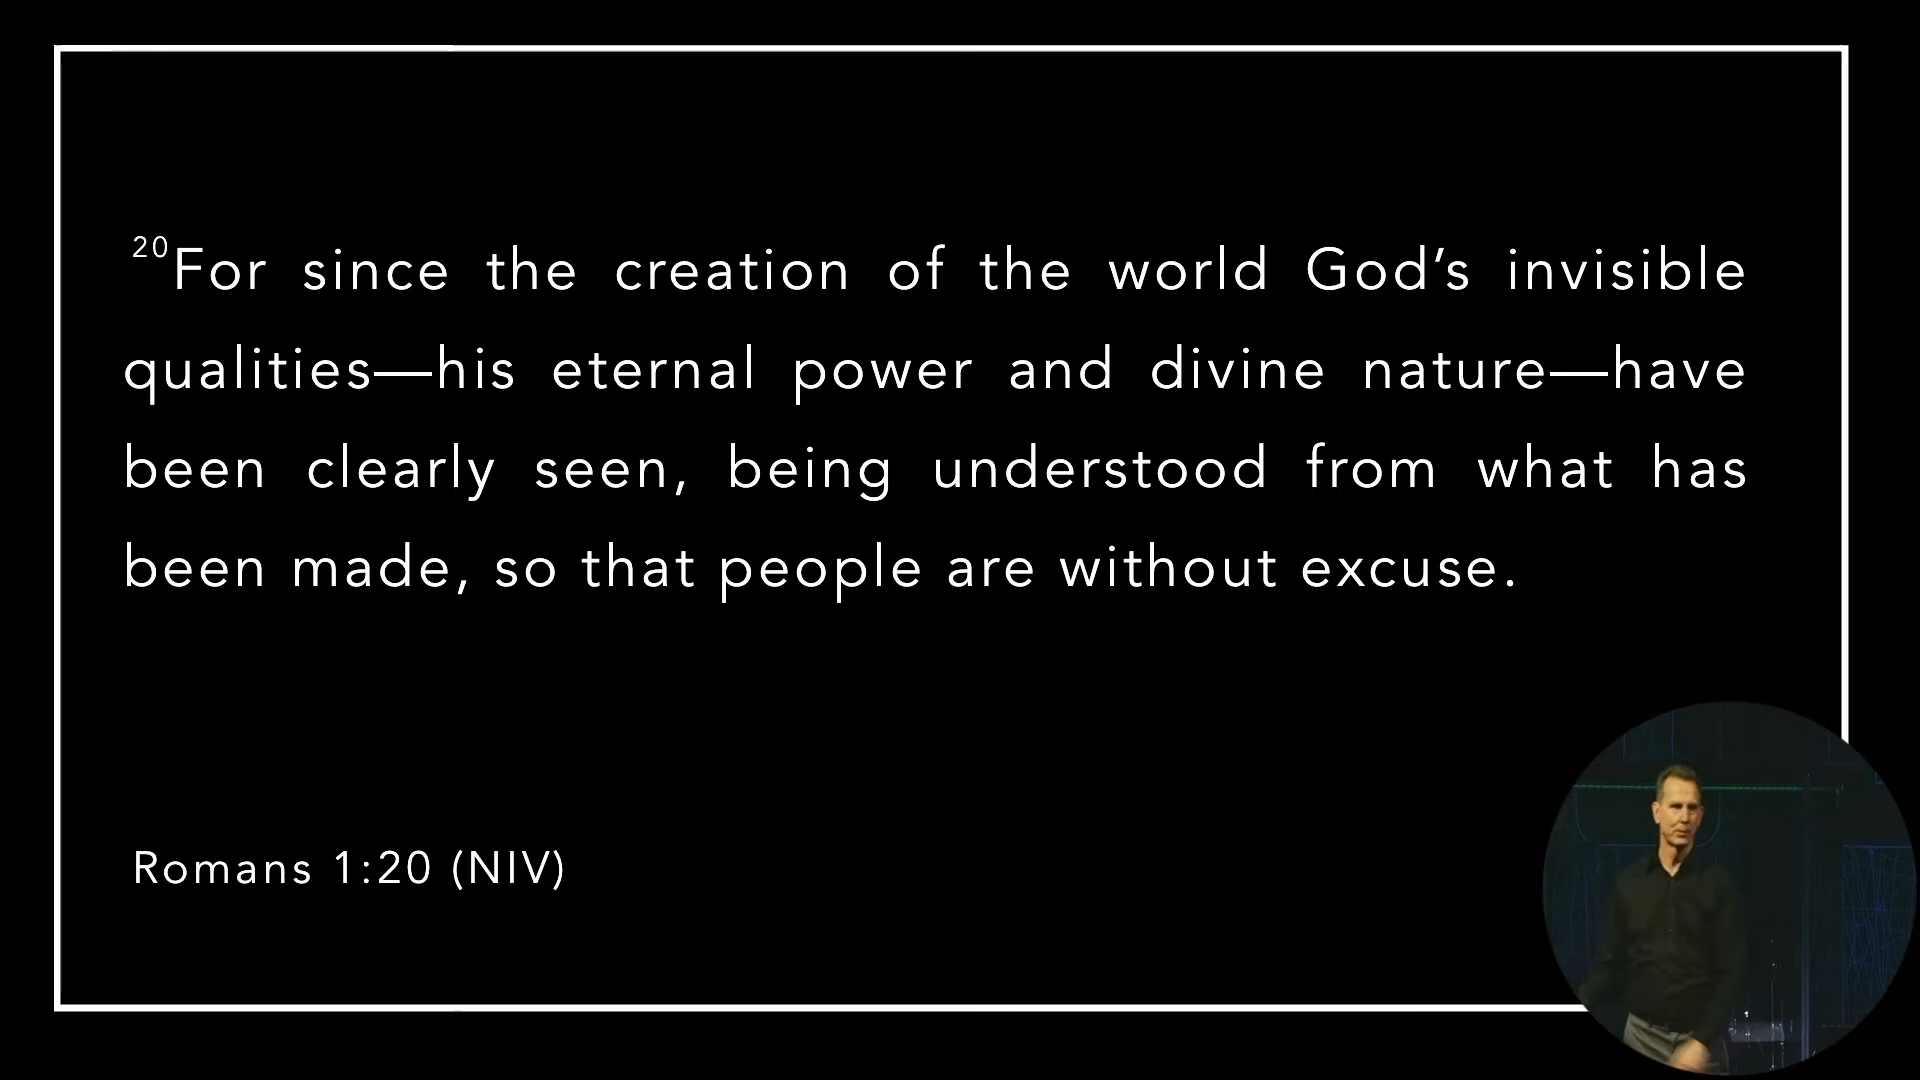 ²⁰For since the creation of the world God’s invisible
qualities—his eternal power and divine nature—have
been clearly seen, being understood from what has
been made, so that people are without excuse.
Romans 1:20 (NIV)